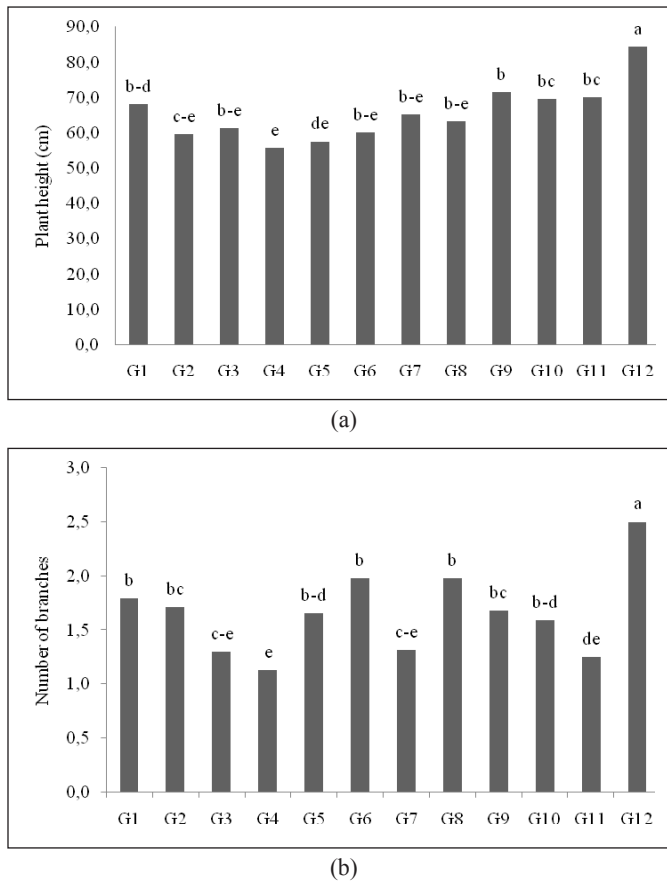 90,0
80,0
70,0
60,0
50,0
40,0
30,0
20,0
10,0
0,0
Plant height (cm)
b-d c-e b-e e de b-e b-e b-e b bc bc a
G1 G2 G3 G4 G5 G6 G7 G8 G9 G10 G11 G12
(a)
3,0
2,5
2,0
1,5
1,0
0,5
0,0
Number of branches
b bc c-e e b-d b c-e b bc b-d de a
G1 G2 G3 G4 G5 G6 G7 G8 G9 G10 G11 G12
(b)